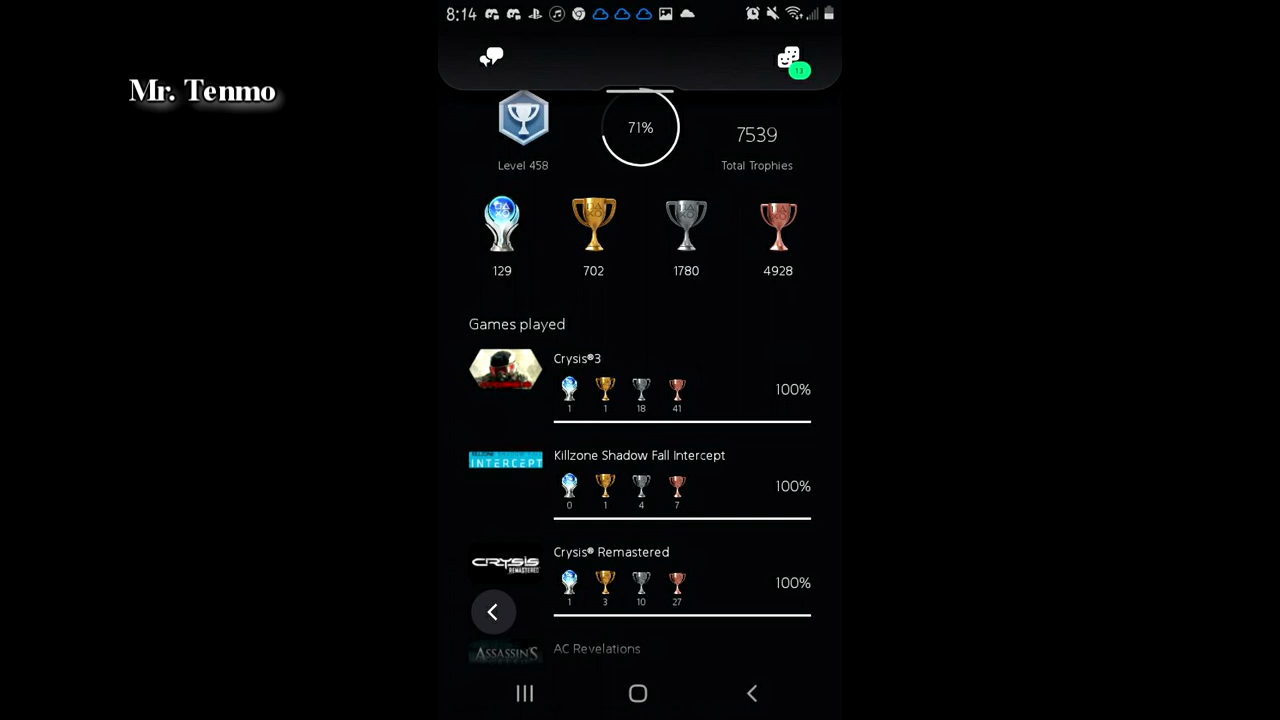 8:14
Mr. Tenmo
13
71%
7539
Level 458
Total Trophies
129
702
1780
4928
Games played
Crysis®3
1
1
18
41
100%
INTERCEPT
Killzone Shadow Fall Intercept
0
1
4
7
100%
CRYSIS
REMASTERED
Crysis® Remastered
1
3
10
27
100%
ASSASSIN'S
AC Revelations